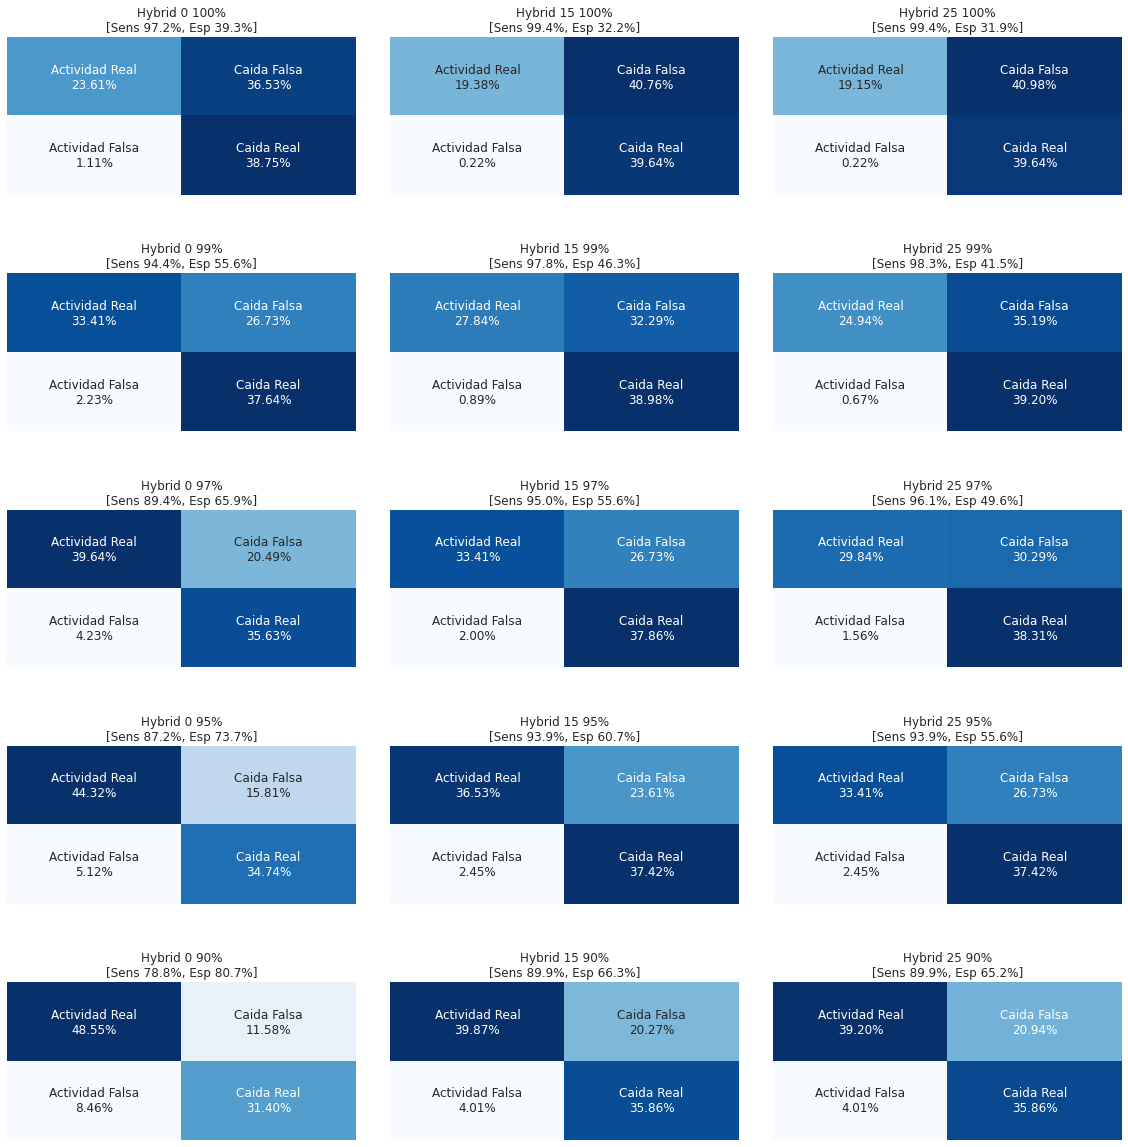 Hybrid 0 100%
[Sens 97.2%, Esp 39.3%]
Actividad Real
23.61%
Caida Falsa
36.53%
Actividad Falsa
1.11%
Caida Real
38.75%
Hybrid 15 100%
[Sens 99.4%, Esp 32.2%]
Actividad Real
19.38%
Caida Falsa
40.76%
Actividad Falsa
0.22%
Caida Real
39.64%
Hybrid 25 100%
[Sens 99.4%, Esp 31.9%]
Actividad Real
19.15%
Caida Falsa
40.98%
Actividad Falsa
0.22%
Caida Real
39.64%
Hybrid 0 99%
[Sens 94.4%, Esp 55.6%]
Actividad Real
33.41%
Caida Falsa
26.73%
Actividad Falsa
2.23%
Caida Real
37.64%
Hybrid 15 99%
[Sens 97.8%, Esp 46.3%]
Actividad Real
27.84%
Caida Falsa
32.29%
Actividad Falsa
0.89%
Caida Real
38.98%
Hybrid 25 99%
[Sens 98.3%, Esp 41.5%]
Actividad Real
24.94%
Caida Falsa
35.19%
Actividad Falsa
0.67%
Caida Real
39.20%
Hybrid 0 97%
[Sens 89.4%, Esp 65.9%]
Actividad Real
39.64%
Caida Falsa
20.49%
Actividad Falsa
4.23%
Caida Real
35.63%
Hybrid 15 97%
[Sens 95.0%, Esp 55.6%]
Actividad Real
33.41%
Caida Falsa
26.73%
Actividad Falsa
2.00%
Caida Real
37.86%
Hybrid 25 97%
[Sens 96.1%, Esp 49.6%]
Actividad Real
29.84%
Caida Falsa
30.29%
Actividad Falsa
1.56%
Caida Real
38.31%
Hybrid 0 95%
[Sens 87.2%, Esp 73.7%]
Actividad Real
44.32%
Caida Falsa
15.81%
Actividad Falsa
5.12%
Caida Real
34.74%
Hybrid 15 95%
[Sens 93.9%, Esp 60.7%]
Actividad Real
36.53%
Caida Falsa
23.61%
Actividad Falsa
2.45%
Caida Real
37.42%
Hybrid 25 95%
[Sens 93.9%, Esp 55.6%]
Actividad Real
33.41%
Caida Falsa
26.73%
Actividad Falsa
2.45%
Caida Real
37.42%
Hybrid 0 90%
[Sens 78.8%, Esp 80.7%]
Actividad Real
48.55%
Caida Falsa
11.58%
Actividad Falsa
8.46%
Caida Real
31.40%
Hybrid 15 90%
[Sens 89.9%, Esp 66.3%]
Actividad Real
39.87%
Caida Falsa
20.27%
Actividad Falsa
4.01%
Caida Real
35.86%
Hybrid 25 90%
[Sens 89.9%, Esp 65.2%]
Actividad Real
39.20%
Caida Falsa
20.94%
Actividad Falsa
4.01%
Caida Real
35.86%